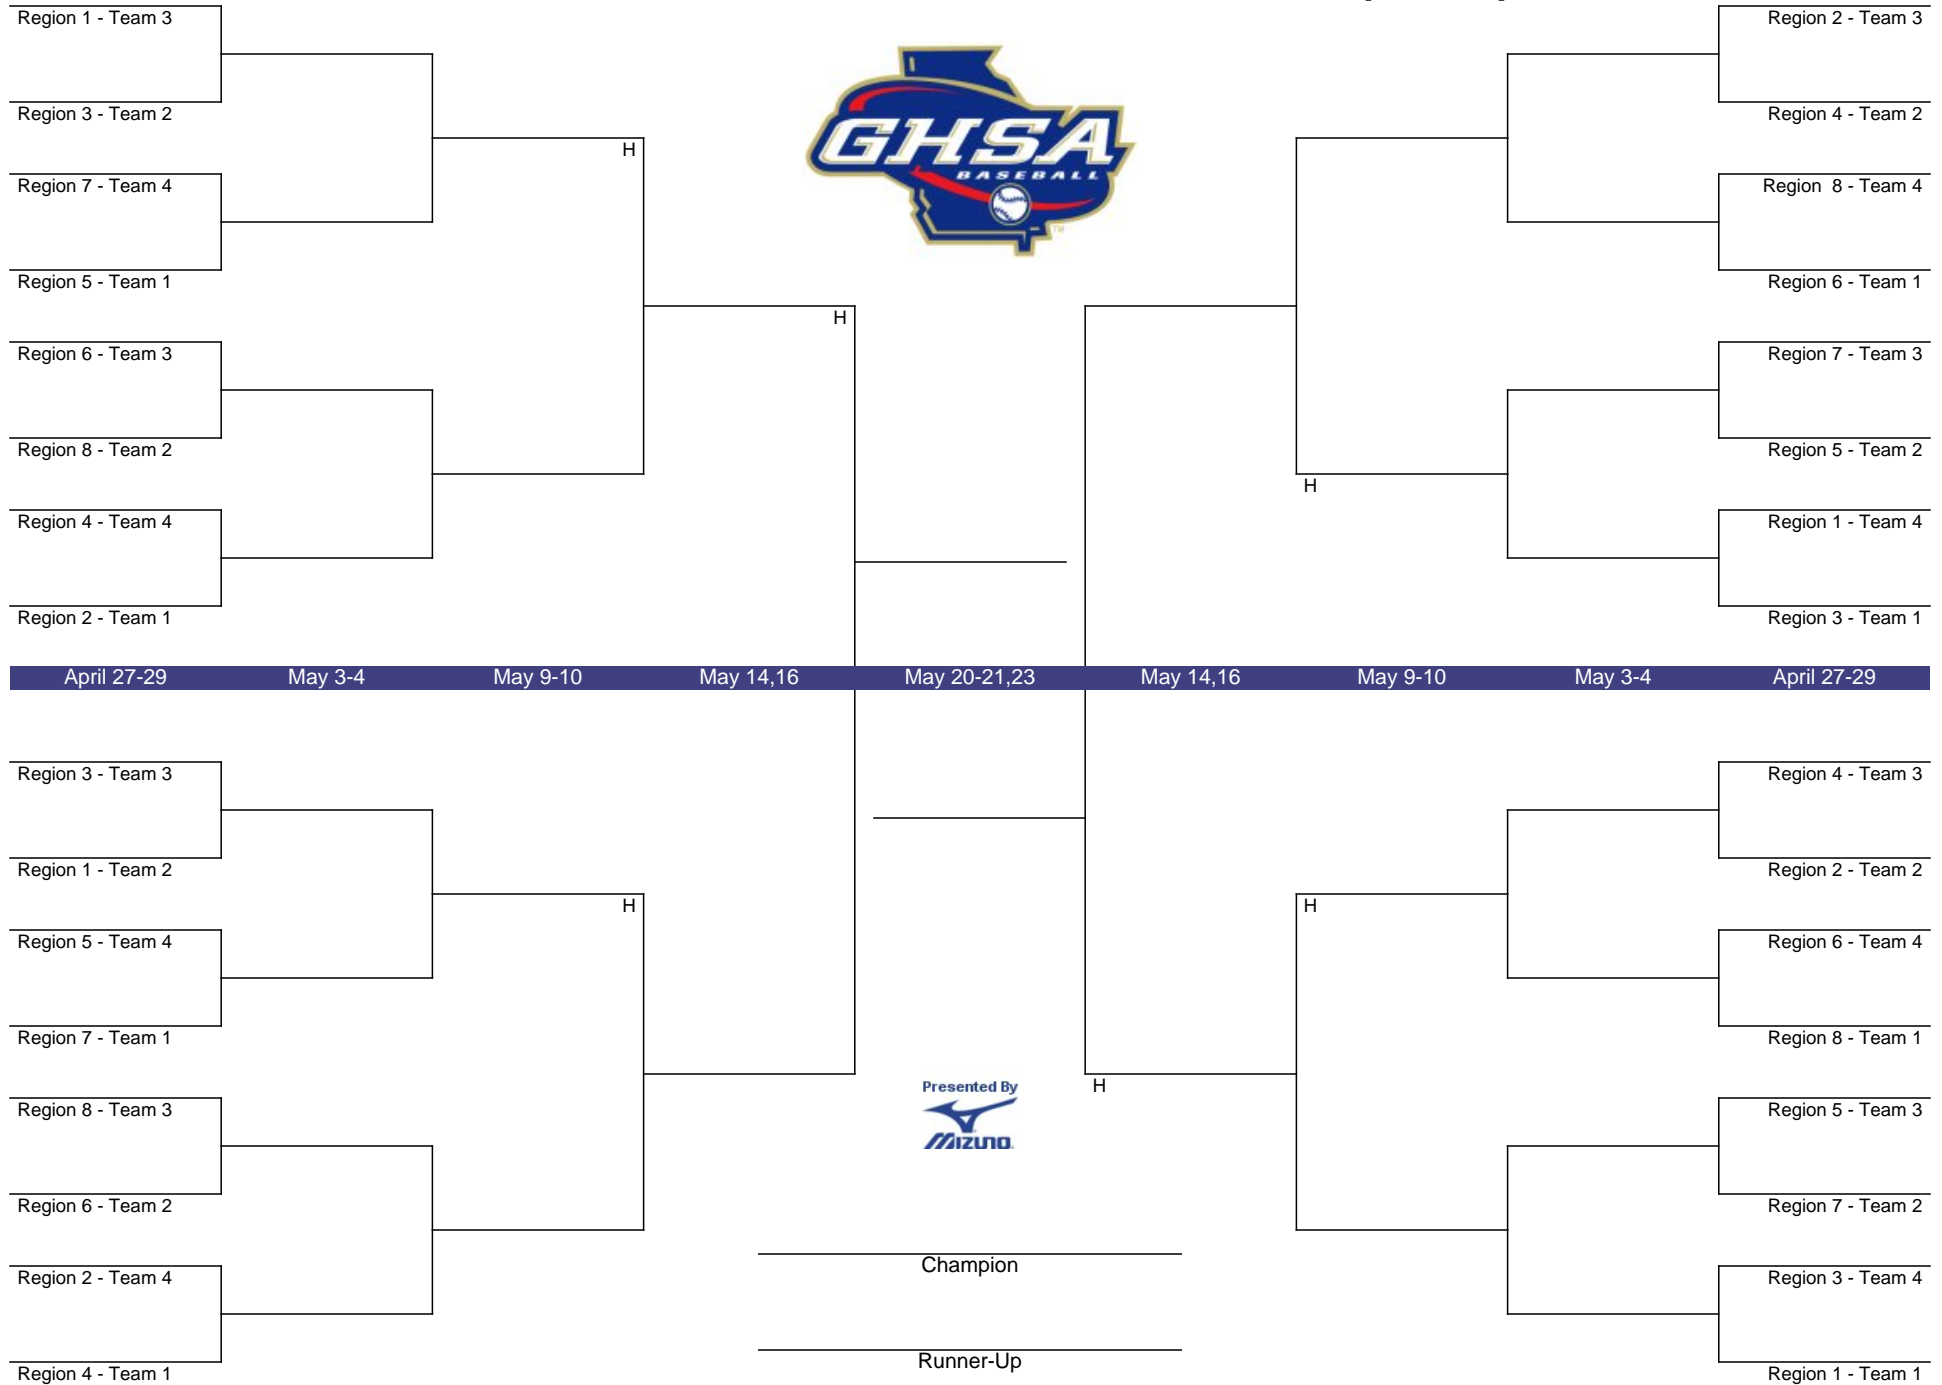 Region 1 - Team 3
Region 2 - Team 3
Region 3 - Team 2
Region 4 - Team 2
GHSA
BASEBALL
TM
H
Region 7 - Team 4
Region  8 - Team 4
Region 5 - Team 1
Region 6 - Team 1
H
Region 6 - Team 3
Region 7 - Team 3
Region 8 - Team 2
Region 5 - Team 2
H
Region 4 - Team 4
Region 1 - Team 4
Region 2 - Team 1
Region 3 - Team 1
April 27-29 May 3-4 May 9-10 May 14,16 May 20-21,23 May 14,16 May 9-10 May 3-4 April 27-29
Region 3 - Team 3
Region 4 - Team 3
Region 1 - Team 2
Region 2 - Team 2
H
H
Region 5 - Team 4
Region 6 - Team 4
Region 7 - Team 1
Region 8 - Team 1
Presented By
MIZUNO
H
Region 8 - Team 3
Region 5 - Team 3
Region 6 - Team 2
Region 7 - Team 2
Champion
Region 2 - Team 4
Region 3 - Team 4
Runner-Up
Region 4 - Team 1
Region 1 - Team 1